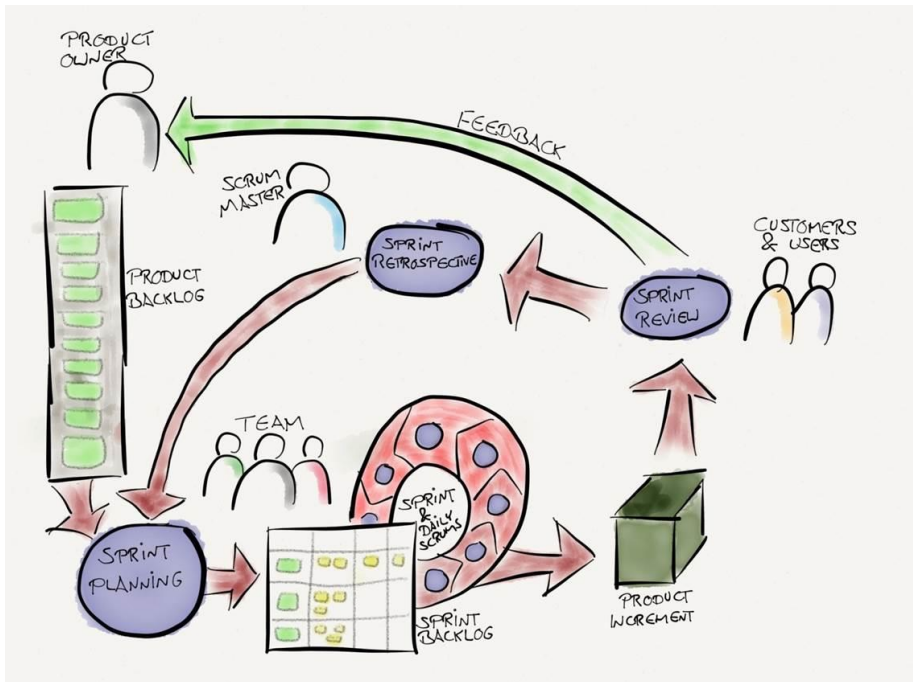 PRODUCT
OWNER
FEEDBACK
SCRUM
MASTER
SPRINT
RETROSPECTIVE
CUSTOMERS
& USERS
SPRINT
REVIEW
PRODUCT
BACKLOG
TEAM
SPRINT
&
DAILY
SCRUMS
SPRINT
PLANNING
SPRINT
BACKLOG
PRODUCT
INCREMENT